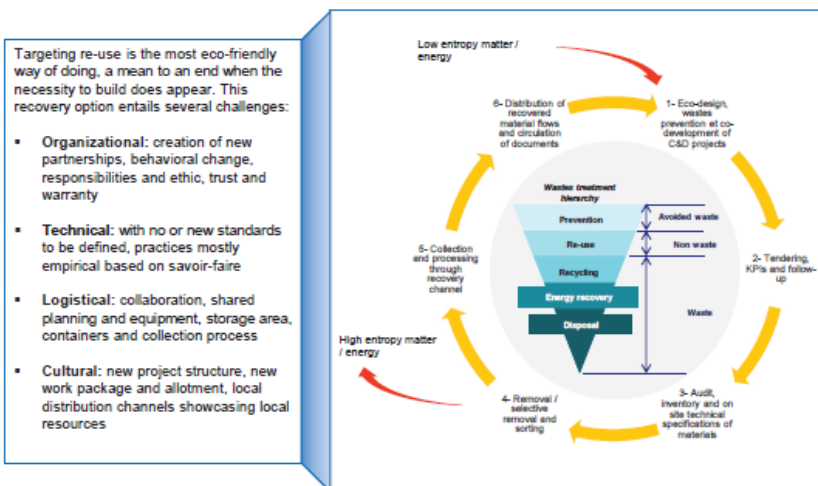 Targeting re-use is the most eco-friendly
way of doing, a mean to an end when the
necessity to build does appear. This
recovery option entails several challenges:
▪ Organizational: creation of new
partnerships, behavioral change,
responsibilities and ethic, trust and
warranty
▪ Technical: with no or new standards
to be defined, practices mostly
empirical based on savoir-faire
▪ Logistical: collaboration, shared
planning and equipment, storage area,
containers and collection process
▪ Cultural: new project structure, new
work package and allotment, local
distribution channels showcasing local
resources
Low entropy matter /
energy
6- Distribution of
recovered
material flows
and circulation
of documents
1- Eco-design,
wastes
prevention et co-
development of
C&D projects
Wastes treatment
hierarchy
Prevention
Avoided waste
Re-use
Non waste
Recycling
Energy recovery
Waste
Disposal
5- Collection
and processing
through
recovery
channel
2- Tendering,
KPIs and follow-
up
High entropy matter
/ energy
4- Removal /
selective
removal and
sorting
3- Audit,
inventory and on
site technical
specifications of
materials